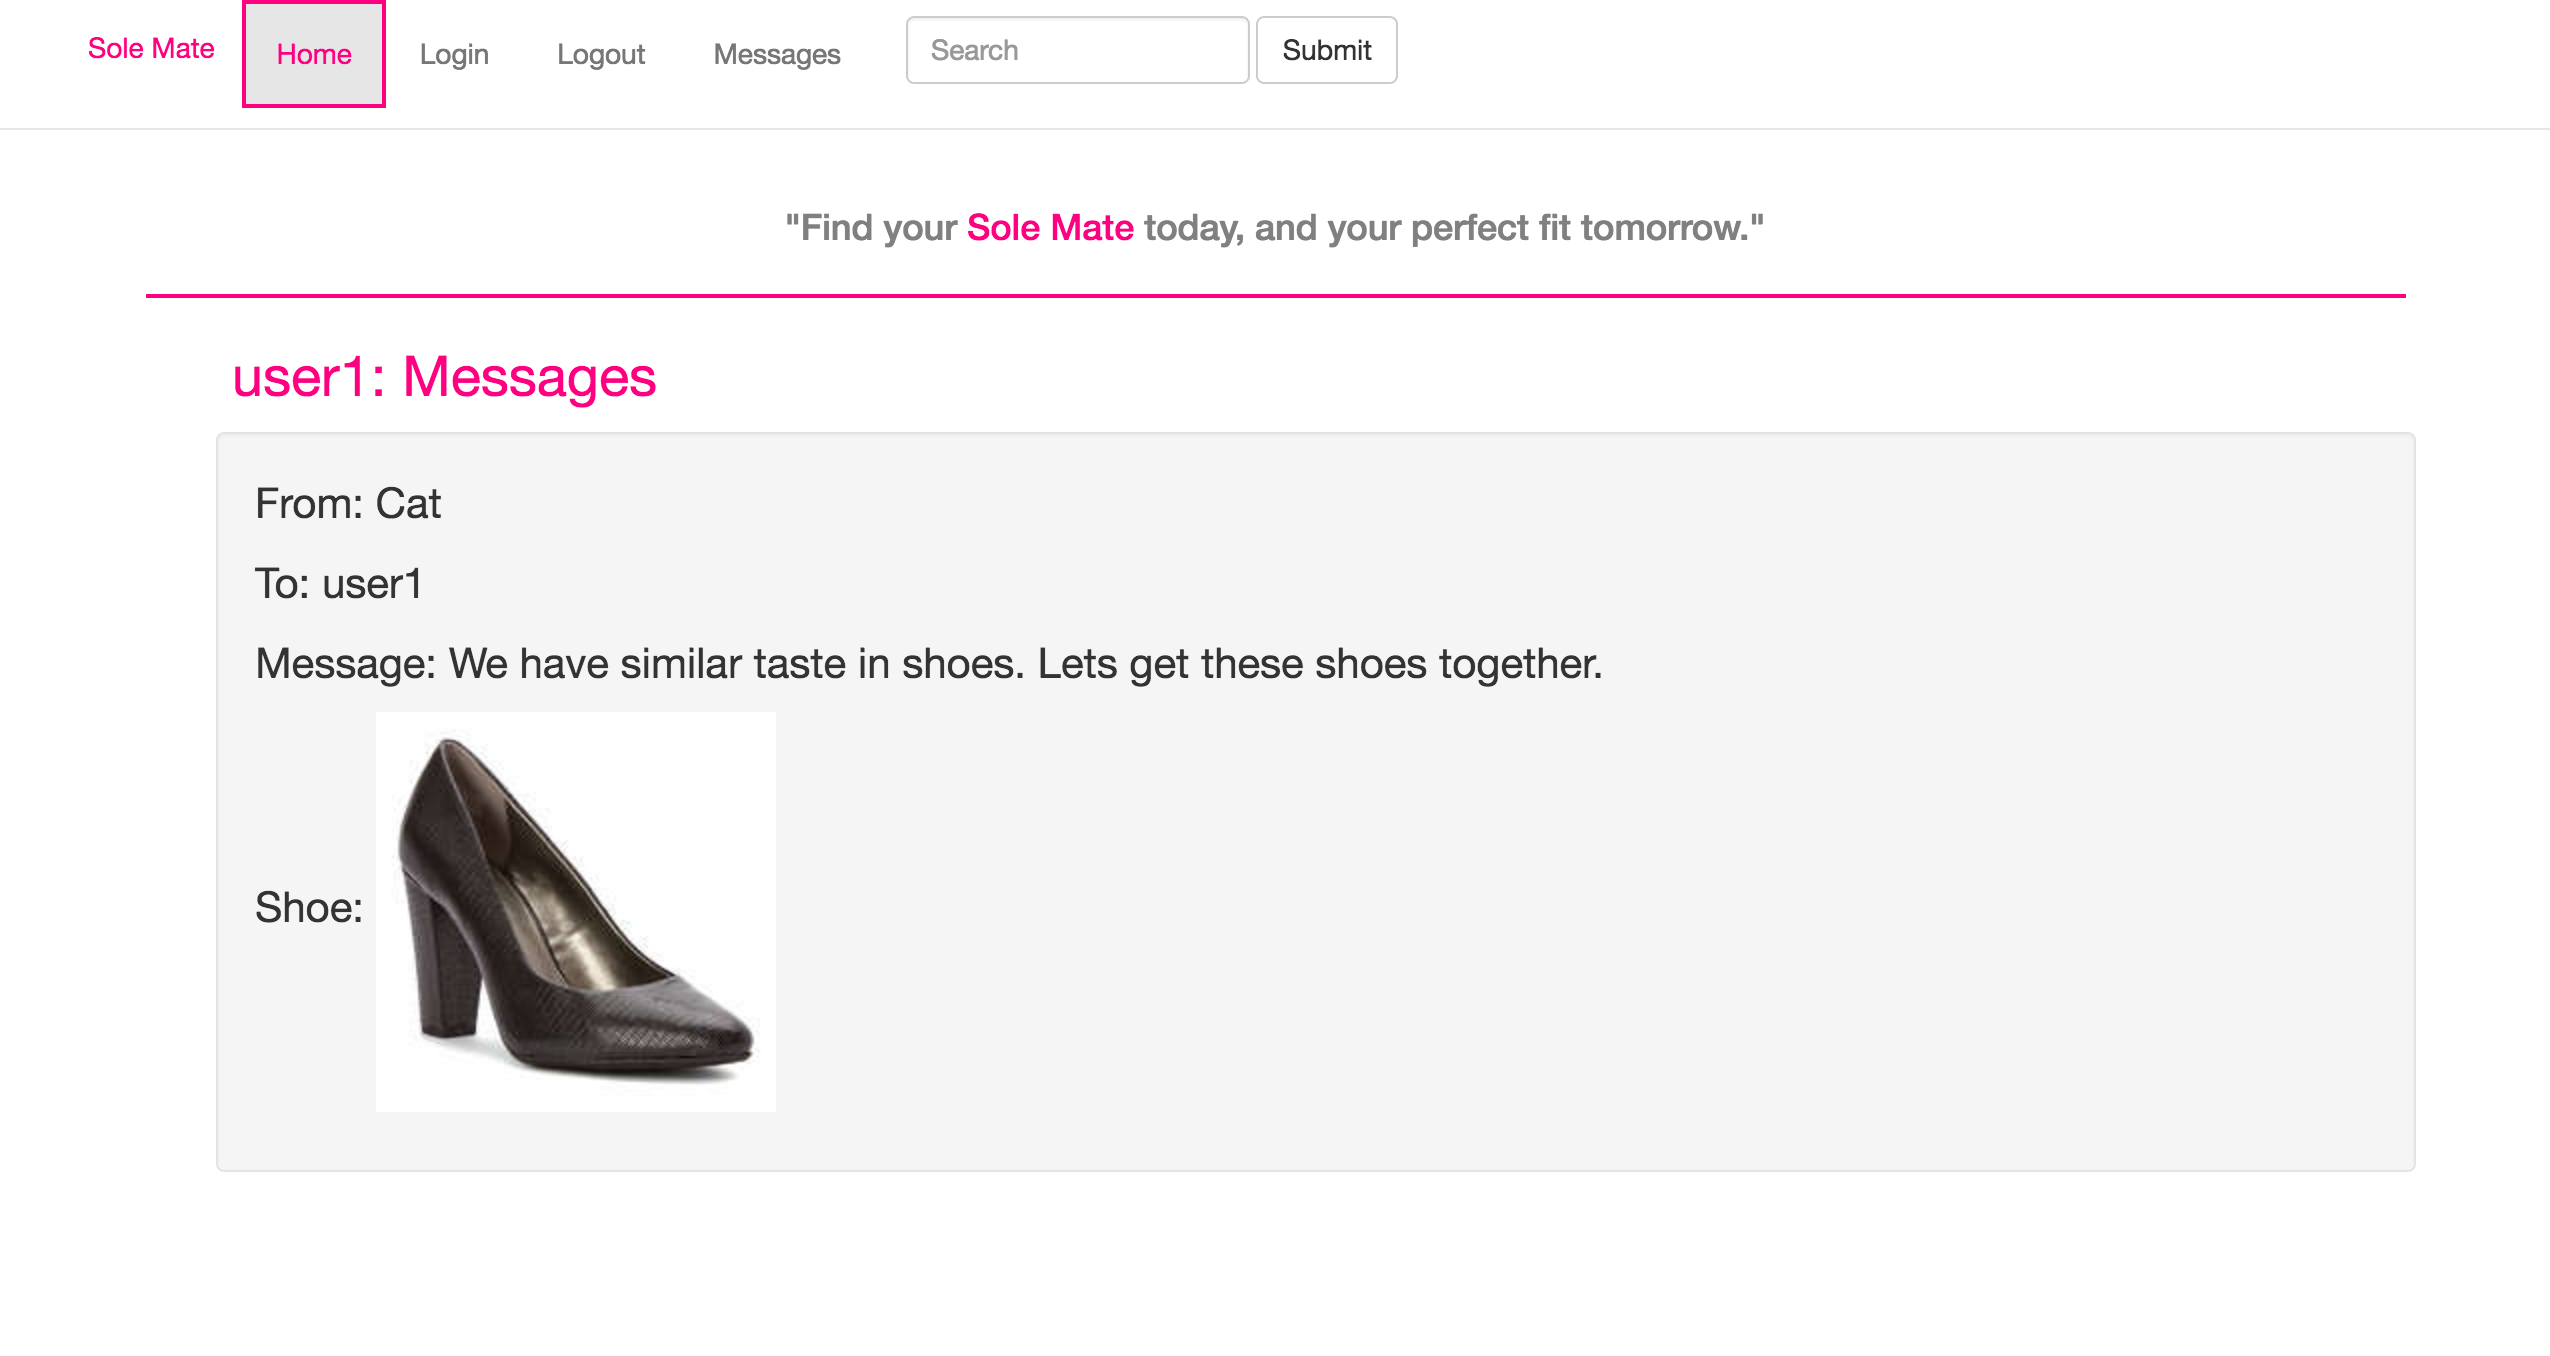 Sole Mate Home Login Logout Messages Search Submit
"Find your Sole Mate today, and your perfect fit tomorrow."
user1: Messages
From: Cat
To: user1
Message: We have similar taste in shoes. Lets get these shoes together.
Shoe: